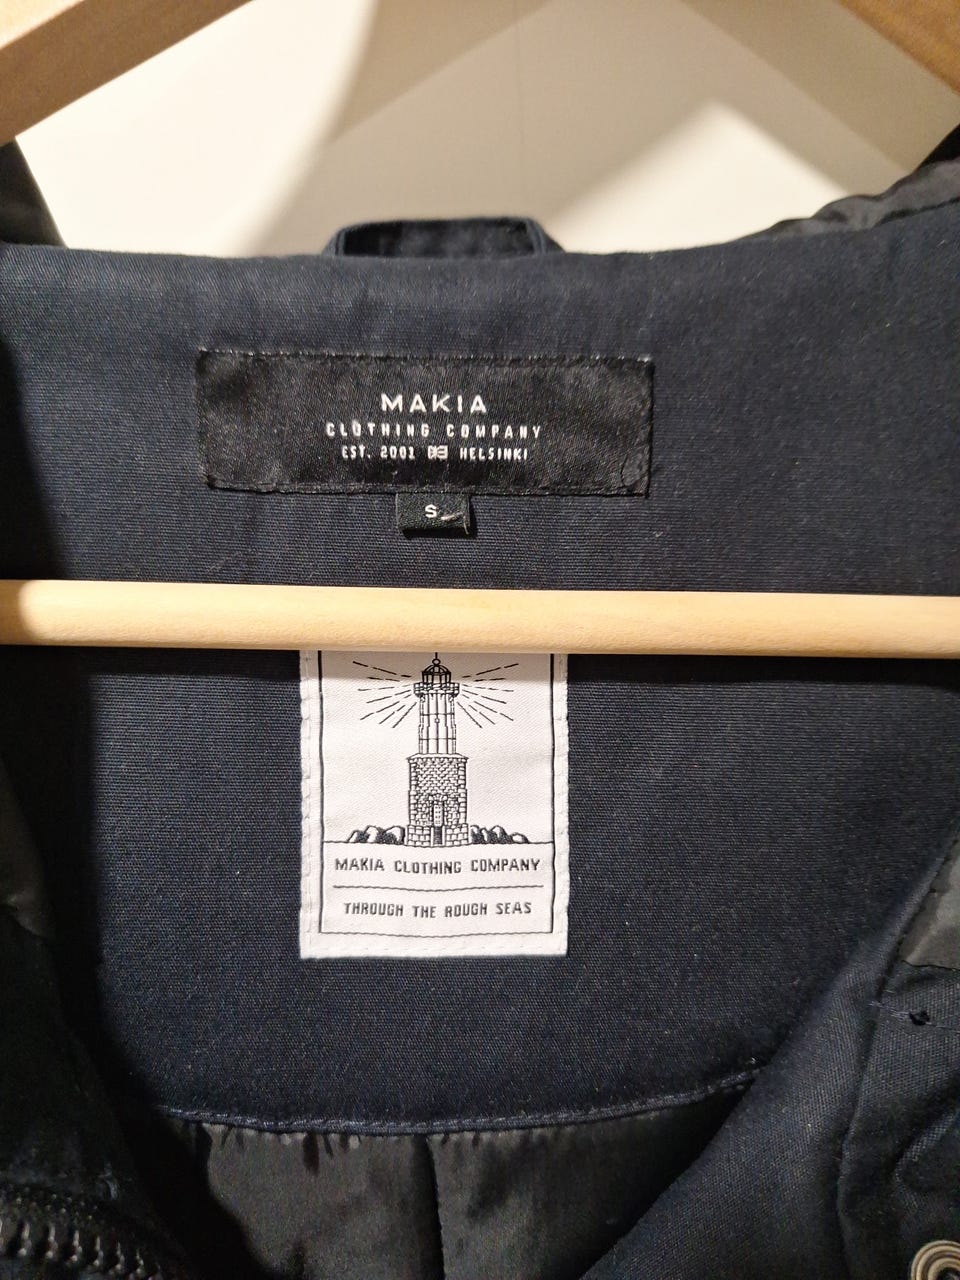 MAKIA
CLOTHING COMPANY
EST. 2001 HELSINKI
S
MAKIA CLOTHING COMPANY
THROUGH THE ROUGH SEAS